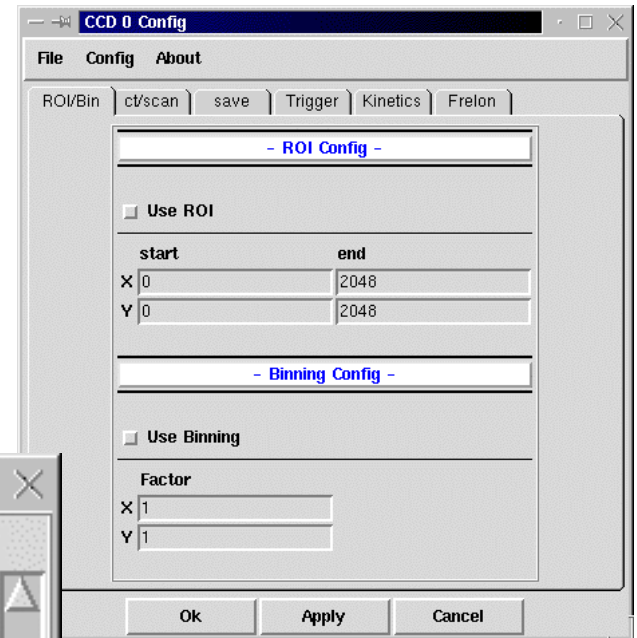 CCD 0 Config
File Config About
ROI/Bin ct/scan save Trigger Kinetics Frelon
- ROI Config -
Use ROI
start end
X 0 2048
Y 0 2048
- Binning Config -
Use Binning
Factor
X 1
Y 1
Ok Apply Cancel